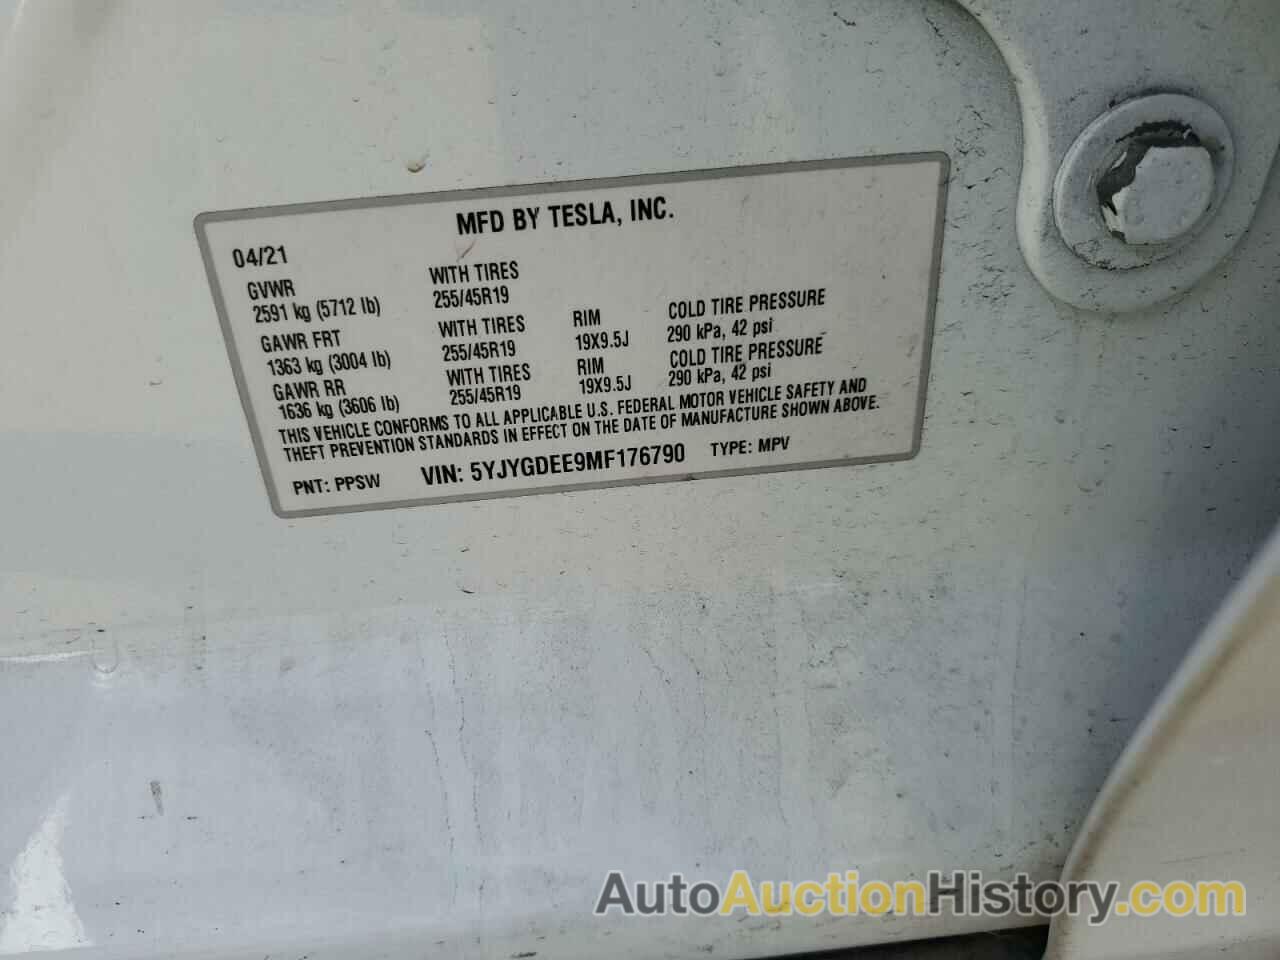 MFD BY TESLA, INC.
04/21
GVWR WITH TIRES
2591 kg (5712 lb) 255/45R19
GAWR FRT WITH TIRES RIM COLD TIRE PRESSURE
1363 kg (3004 lb) 255/45R19 19X9.5J 290 kPa, 42 psi
GAWR RR WITH TIRES RIM COLD TIRE PRESSURE
1636 kg (3606 lb) 255/45R19 19X9.5J 290 kPa, 42 psi
THIS VEHICLE CONFORMS TO ALL APPLICABLE U.S. FEDERAL MOTOR VEHICLE SAFETY AND
THEFT PREVENTION STANDARDS IN EFFECT ON THE DATE OF MANUFACTURE SHOWN ABOVE.
PNT: PPSW VIN: 5YJYGDEE9MF176790 TYPE: MPV
AutoAuctionHistory.com